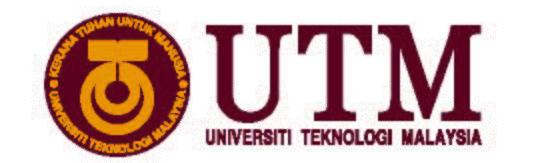 KERANA TUHAN UNTUK MANUSIA
UNIVERSITI TEKNOLOGI MALAYSIA
UTM
UNIVERSITI TEKNOLOGI MALAYSIA